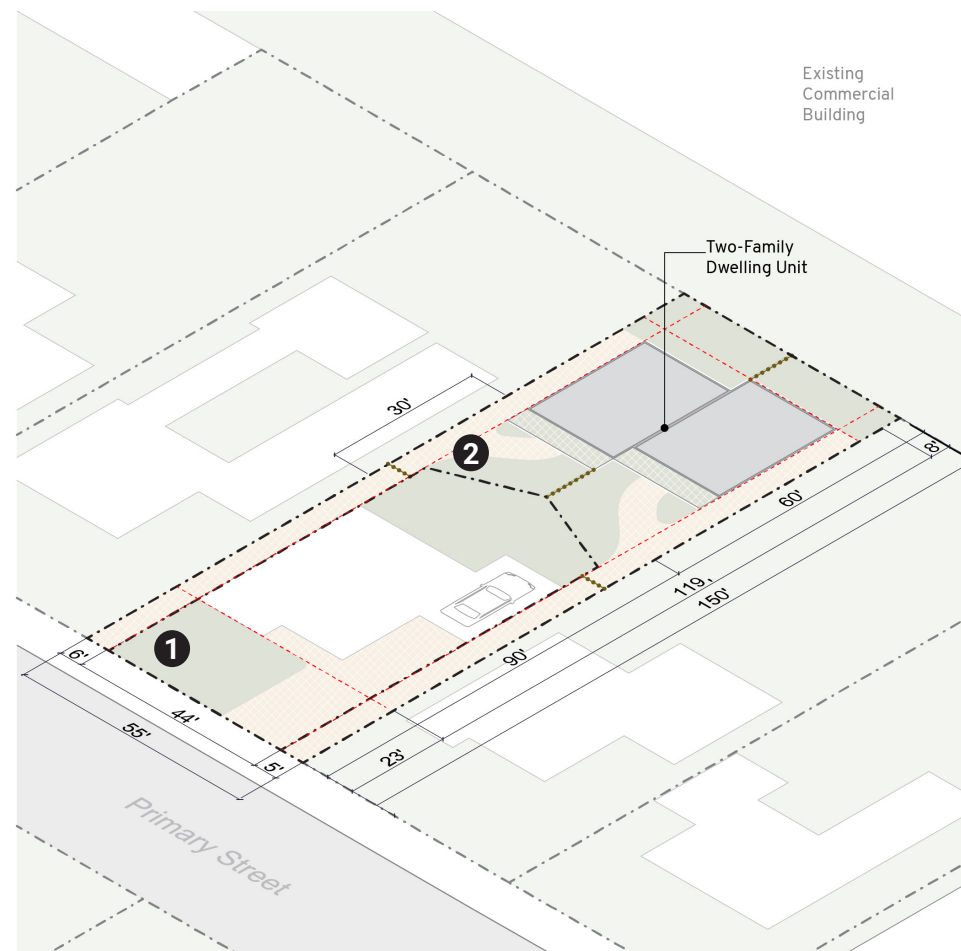 Existing
Commercial
Building
Two-Family
Dwelling Unit
30'
2
8'
60'
119'
150'
1
90'
6'
44'
55'
5'
23'
Primary Street